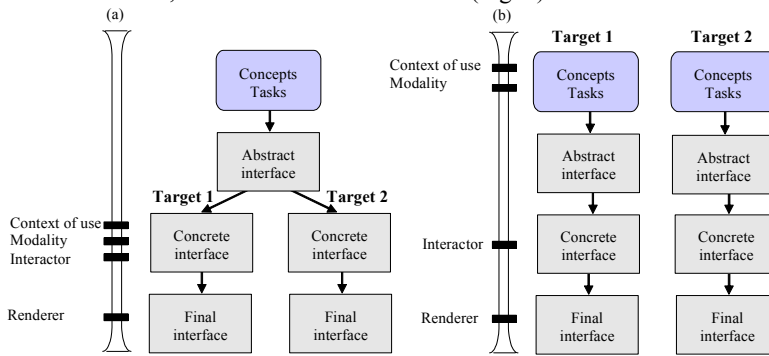 (a)
Concepts
Tasks
Abstract
interface
Target 1
Target 2
Context of use
Modality
Interactor
Concrete
interface
Concrete
interface
Renderer
Final
interface
Final
interface
(b)
Target 1
Target 2
Context of use
Modality
Concepts
Tasks
Concepts
Tasks
Abstract
interface
Abstract
interface
Interactor
Concrete
interface
Concrete
interface
Renderer
Final
interface
Final
interface